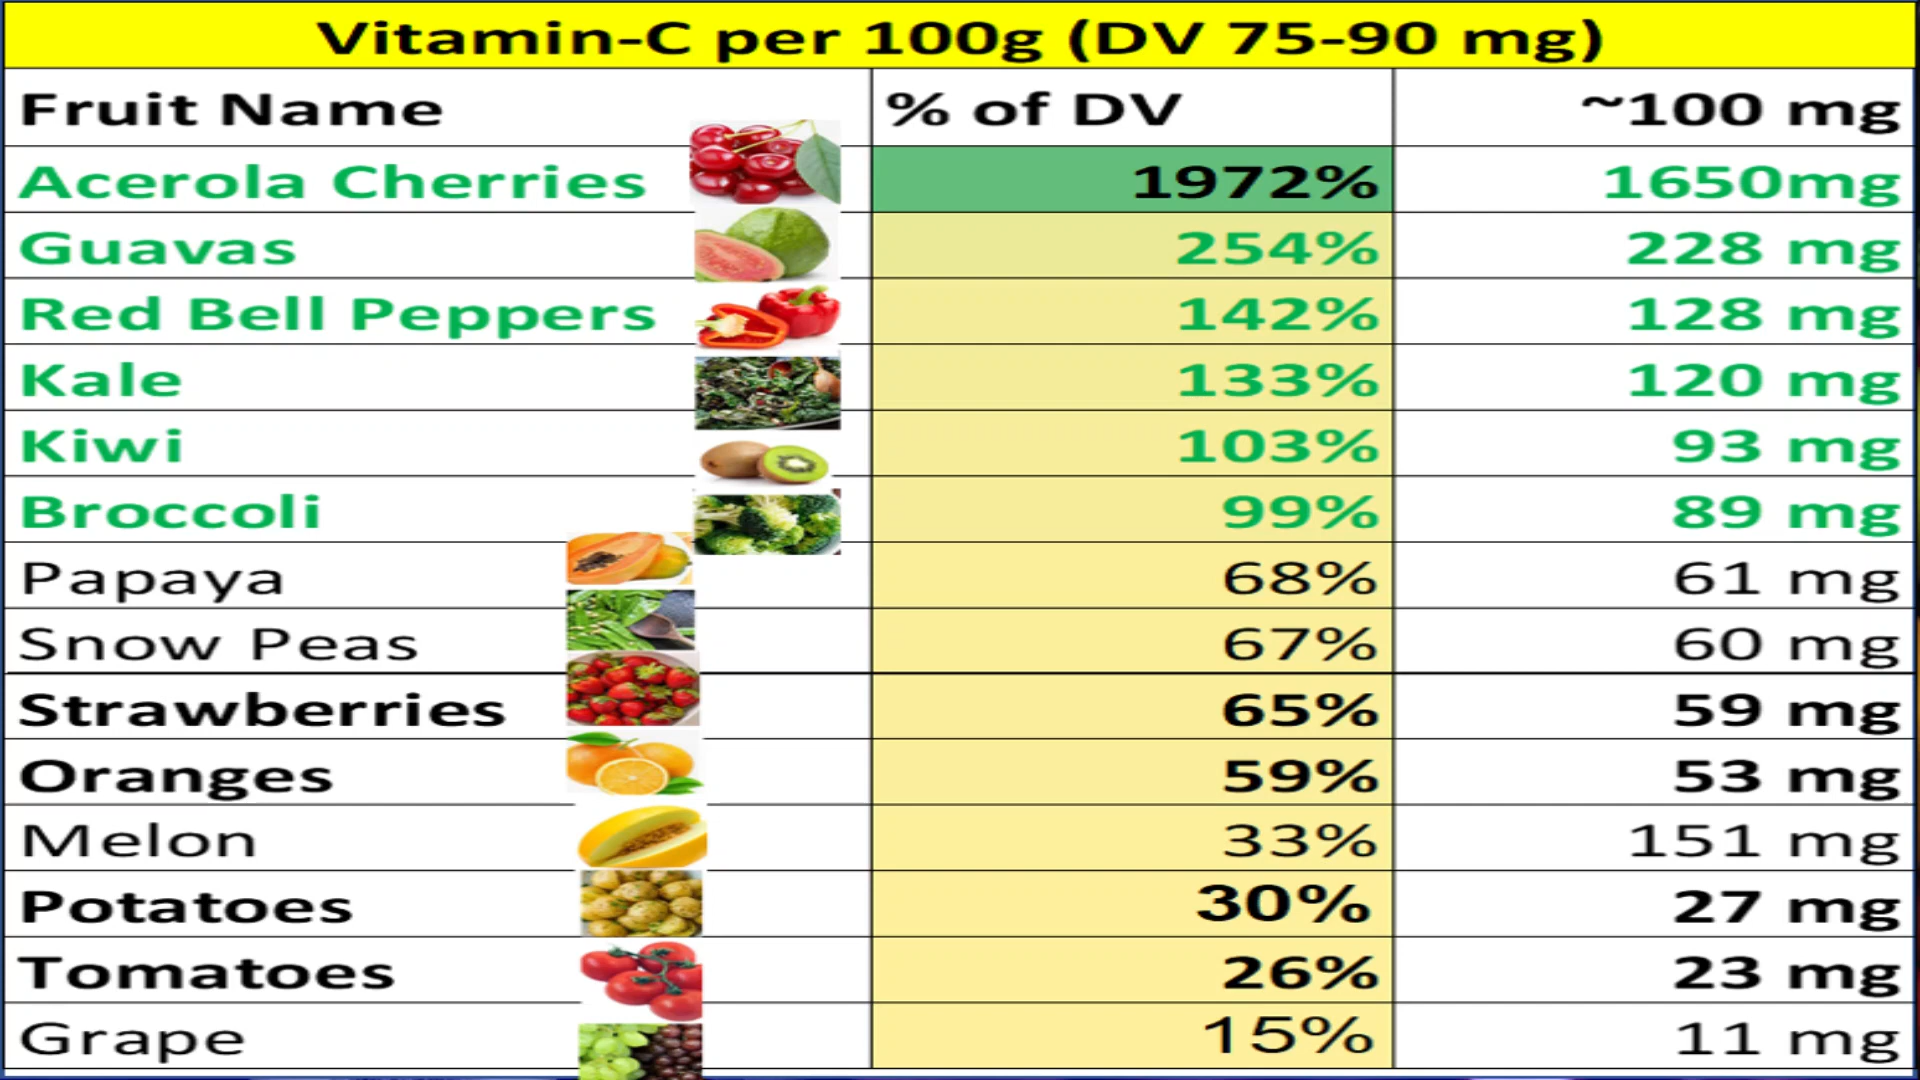 Vitamin-C per 100g (DV 75-90 mg)
Fruit Name % of DV ~100 mg
Acerola Cherries 1972% 1650mg
Guavas 254% 228 mg
Red Bell Peppers 142% 128 mg
Kale 133% 120 mg
Kiwi 103% 93 mg
Broccoli 99% 89 mg
Papaya 68% 61 mg
Snow Peas 67% 60 mg
Strawberries 65% 59 mg
Oranges 59% 53 mg
Melon 33% 151 mg
Potatoes 30% 27 mg
Tomatoes 26% 23 mg
Grape 15% 11 mg